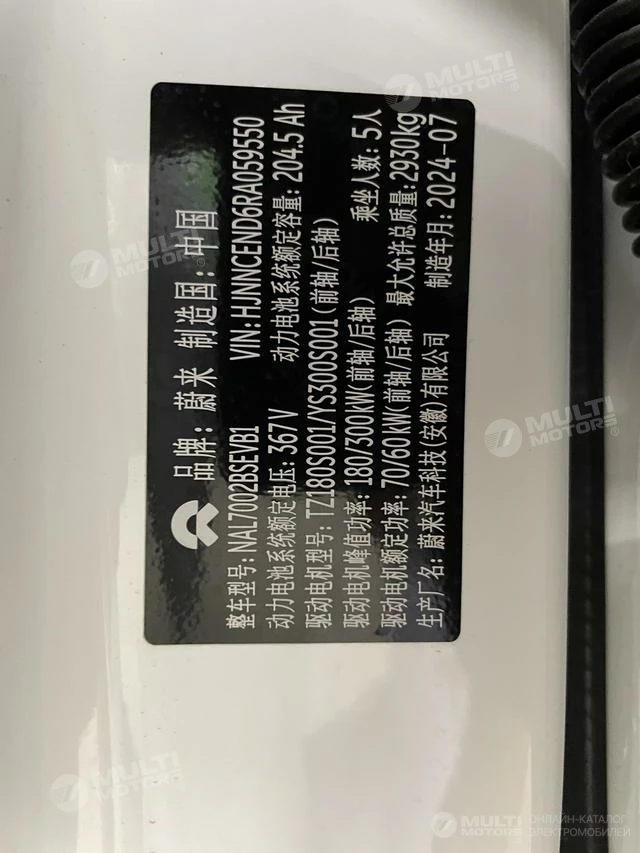 品牌: 蔚来 制造国: 中国
整车型号: NAL7002BSEVB1 VIN: HJNNCEND6RA059550
动力电池系统额定电压: 367V 动力电池系统额定容量: 204.5 Ah
驱动电机型号: TZ180S001/YS300S001(前轴/后轴)
驱动电机峰值功率: 180/300kW(前轴/后轴) 乘坐人数: 5人
驱动电机额定功率: 70/60kW(前轴/后轴) 最大允许总质量: 2930kg
生产厂名: 蔚来汽车科技(安徽)有限公司 制造年月: 2024-07
MULTI MOTORS
MULTI MOTORS
MULTI MOTORS
MULTI MOTORS
MULTI MOTORS
ОНЛАЙН-КАТАЛОГ
ЭЛЕКТРОМОБИЛЕЙ